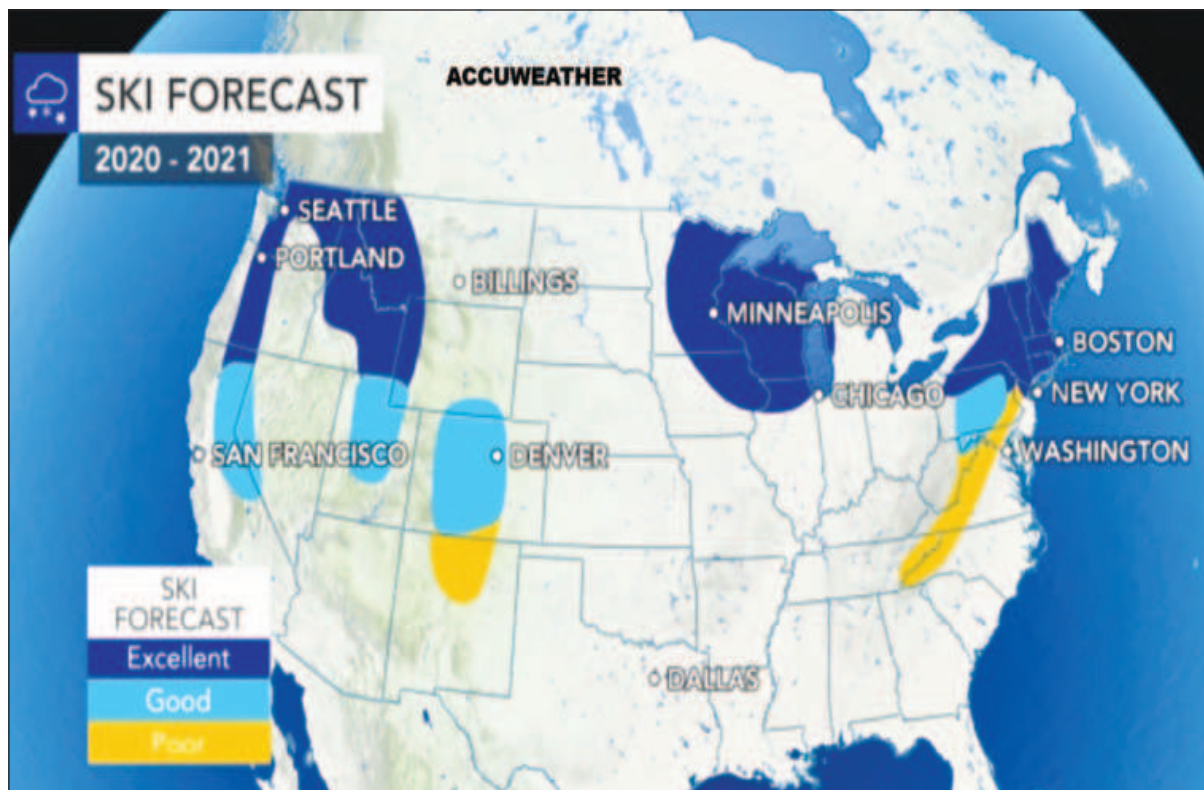 ACCUWEATHER
SKI FORECAST
2020 - 2021
SEATTLE
PORTLAND
BILLINGS
MINNEAPOLIS
BOSTON
CHICAGO
NEW YORK
SAN FRANCISCO
DENVER
WASHINGTON
DALLAS
SKI
FORECAST
Excellent
Good
Poor